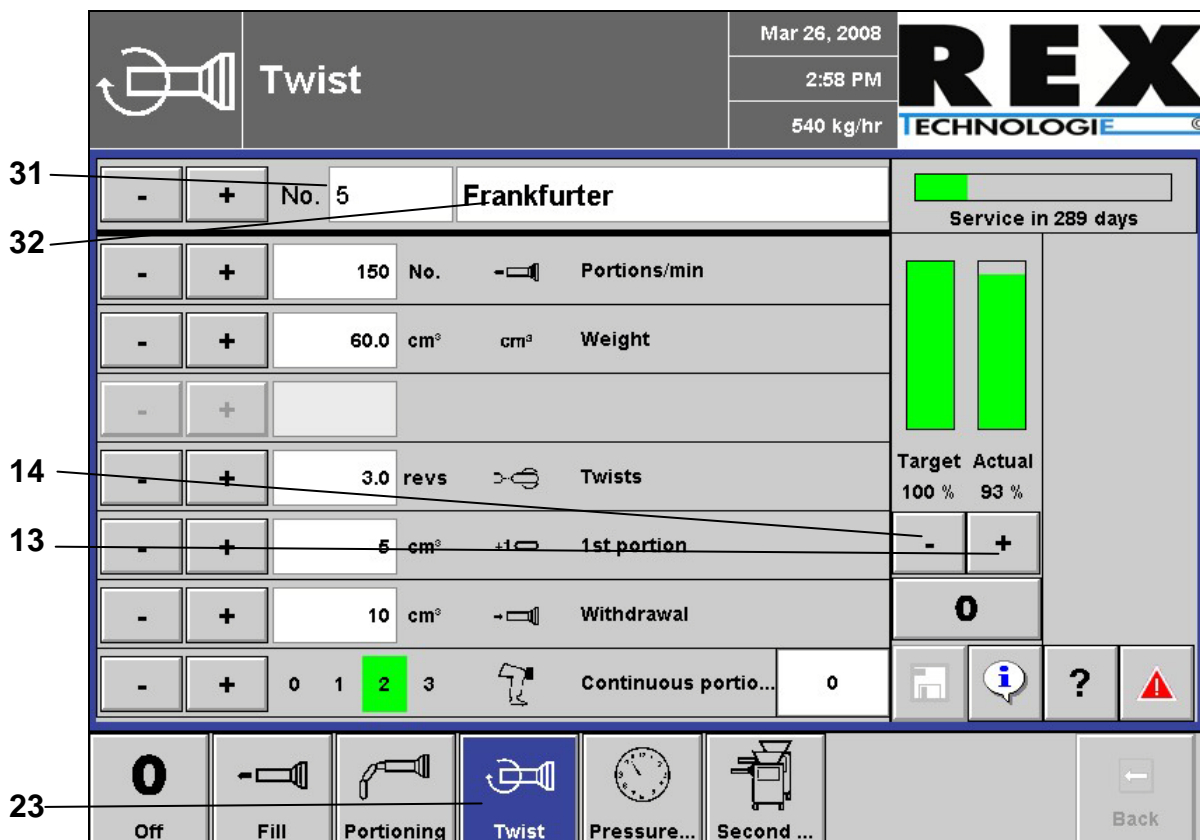 Twist
Mar 26, 2008
2:58 PM
540 kg/hr
REX
TECHNOLOGIE ©
31
- + No. 5 Frankfurter
Service in 289 days
32
- + 150 No. Portions/min
- + 60.0 cm³ cm³ Weight
- +
14
- + 3.0 revs Twists
Target Actual
100 % 93 %
13
- + 5 cm³ +1 1st portion
- +
- + 10 cm³ Withdrawal
0
- + 0 1 2 3 Continuous portio... 0
i ? !
23
0
Off Fill Portioning Twist Pressure... Second ... Back